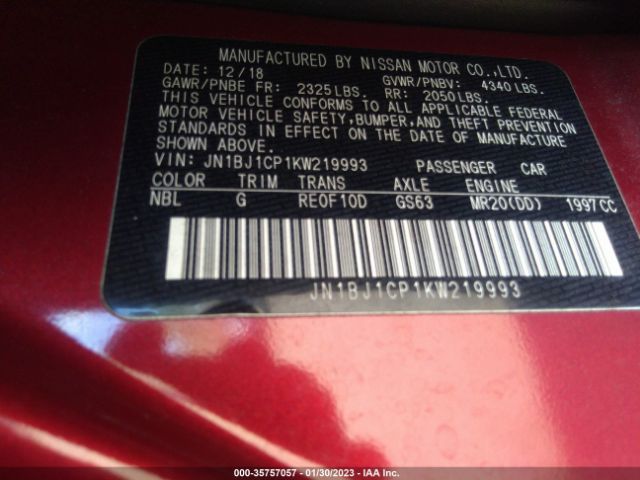 MANUFACTURED BY NISSAN MOTOR CO.,LTD.
DATE: 12/18 GVWR/PNBV: 4340LBS.
GAWR/PNBE FR: 2325LBS. RR: 2050LBS.
THIS VEHICLE CONFORMS TO ALL APPLICABLE FEDERAL
MOTOR VEHICLE SAFETY,BUMPER,AND THEFT PREVENTION
STANDARDS IN EFFECT ON THE DATE OF MANUFACTURE
SHOWN ABOVE.
VIN: JN1BJ1CP1KW219993 PASSENGER CAR
COLOR TRIM TRANS AXLE ENGINE
NBL G RE0F10D GS63 MR20(DD) 1997CC
JN1BJ1CP1KW219993
000-35757057 - 01/30/2023 - IAA Inc.